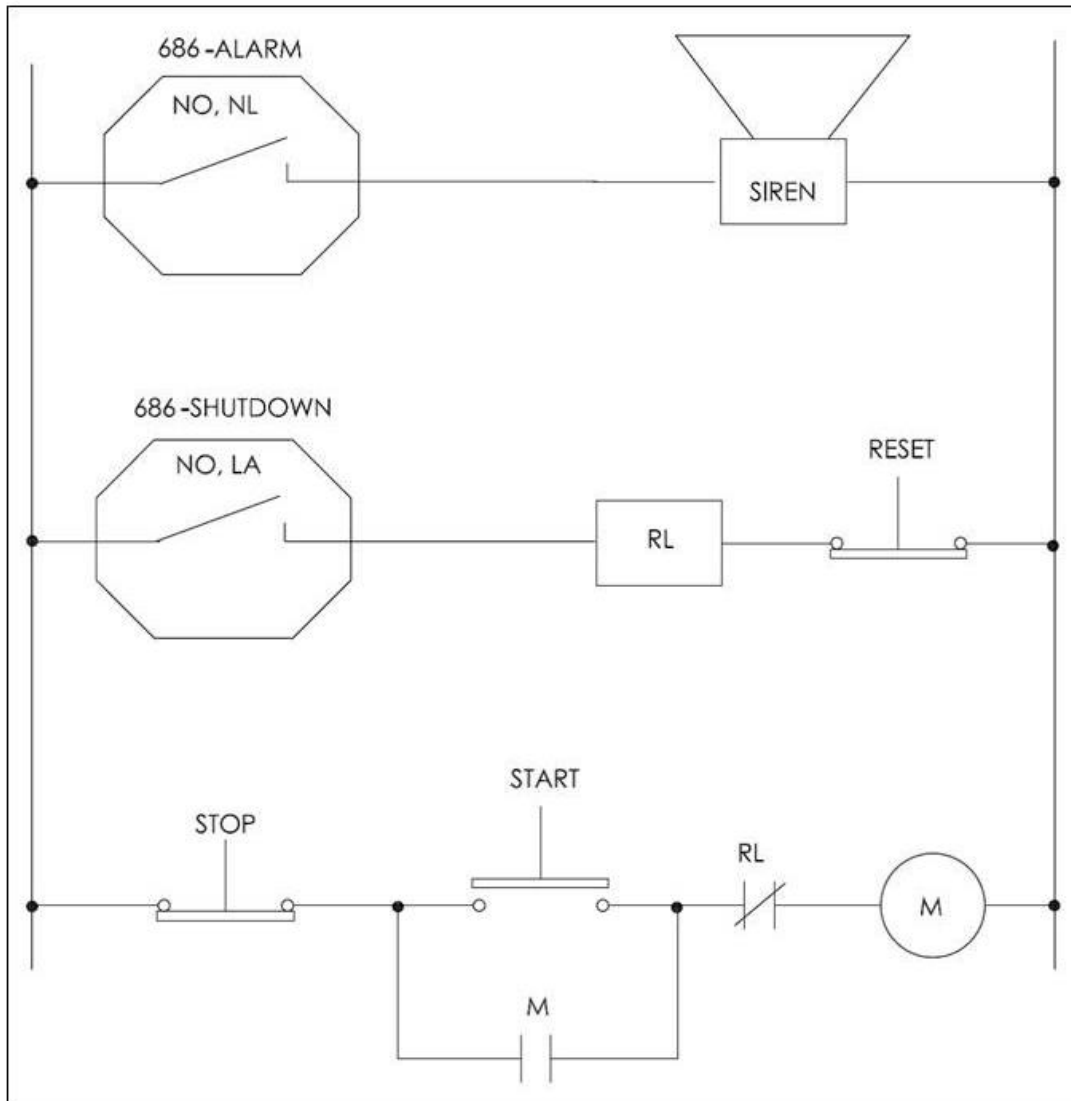 686-ALARM
NO, NL
SIREN
686-SHUTDOWN
NO, LA
RL
RESET
STOP
START
RL
M
M